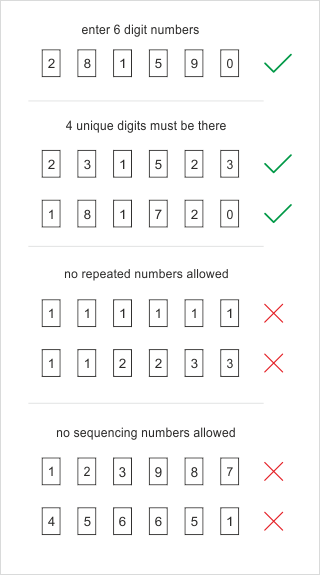 enter 6 digit numbers
2 8 1 5 9 0
4 unique digits must be there
2 3 1 5 2 3
1 8 1 7 2 0
no repeated numbers allowed
1 1 1 1 1 1
1 1 2 2 3 3
no sequencing numbers allowed
1 2 3 9 8 7
4 5 6 6 5 1